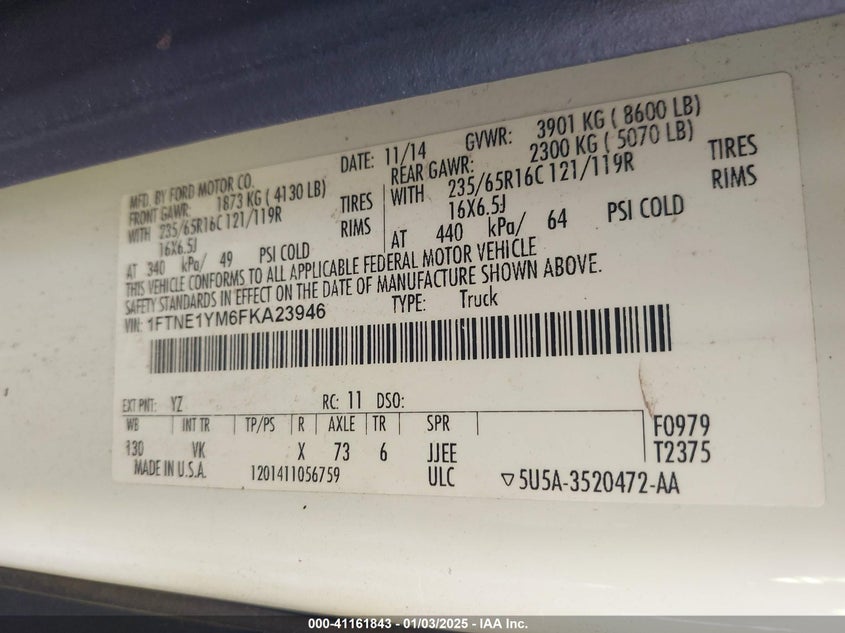 MFD. BY FORD MOTOR CO.
DATE: 11/14
GVWR: 3901 KG ( 8600 LB)
FRONT GAWR: 1873 KG ( 4130 LB)
REAR GAWR: 2300 KG ( 5070 LB)
WITH 235/65R16C 121/119R TIRES
WITH 235/65R16C 121/119R TIRES
16X6.5J RIMS
16X6.5J RIMS
AT 340 kPa/ 49 PSI COLD
AT 440 kPa/ 64 PSI COLD
THIS VEHICLE CONFORMS TO ALL APPLICABLE FEDERAL MOTOR VEHICLE
SAFETY STANDARDS IN EFFECT ON THE DATE OF MANUFACTURE SHOWN ABOVE.
VIN: 1FTNE1YM6FKA23946
TYPE: Truck
EXT PNT: YZ RC: 11 DSO:
WB INT TR TP/PS R AXLE TR SPR F0979
130 VK X 73 6 JJEE T2375
MADE IN U.S.A. 1201411056759 ULC ▽5U5A-3520472-AA
000-41161843 - 01/03/2025 - IAA Inc.